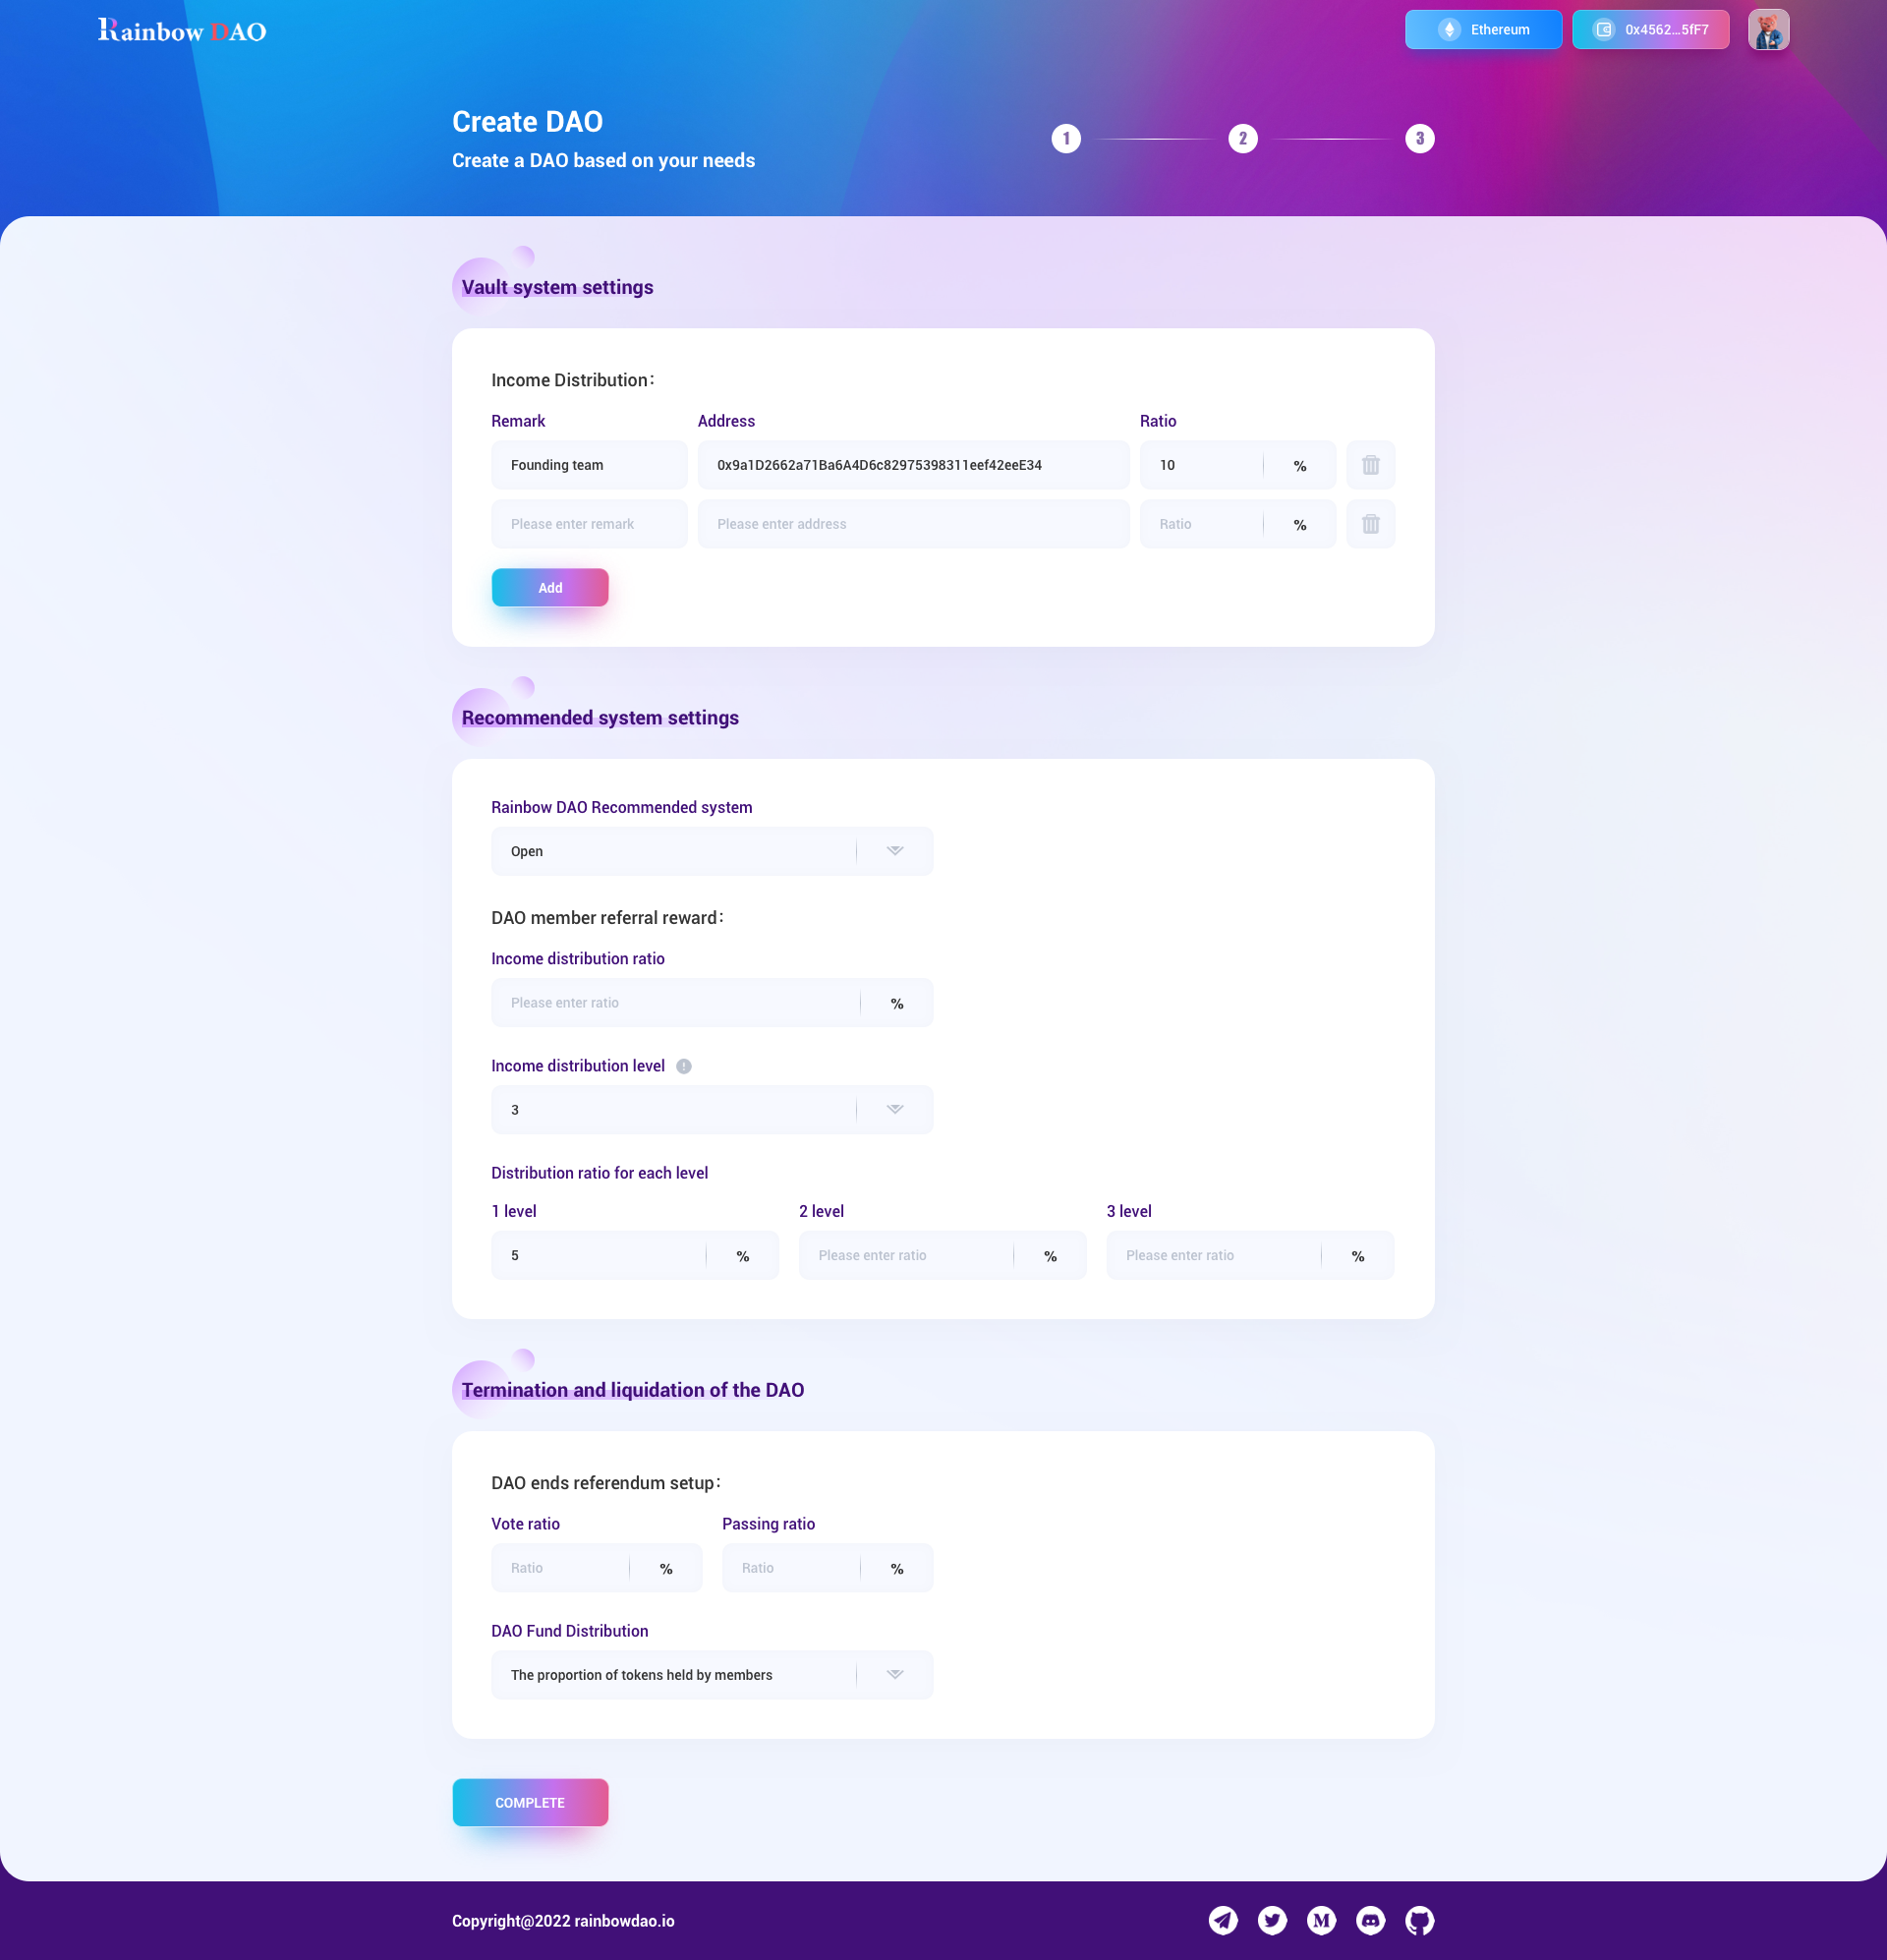 Rainbow DAO
Ethereum
0x4562...5fF7
Create DAO
Create a DAO based on your needs
1
2
3
Vault system settings
Income Distribution：
Remark Address Ratio
Founding team 0x9a1D2662a71Ba6A4D6c82975398311eef42eeE34 10 %
Please enter remark Please enter address Ratio %
Add
Recommended system settings
Rainbow DAO Recommended system
Open
DAO member referral reward：
Income distribution ratio
Please enter ratio %
Income distribution level !
3
Distribution ratio for each level
1 level 2 level 3 level
5 % Please enter ratio % Please enter ratio %
Termination and liquidation of the DAO
DAO ends referendum setup：
Vote ratio Passing ratio
Ratio % Ratio %
DAO Fund Distribution
The proportion of tokens held by members
COMPLETE
Copyright@2022 rainbowdao.io
M